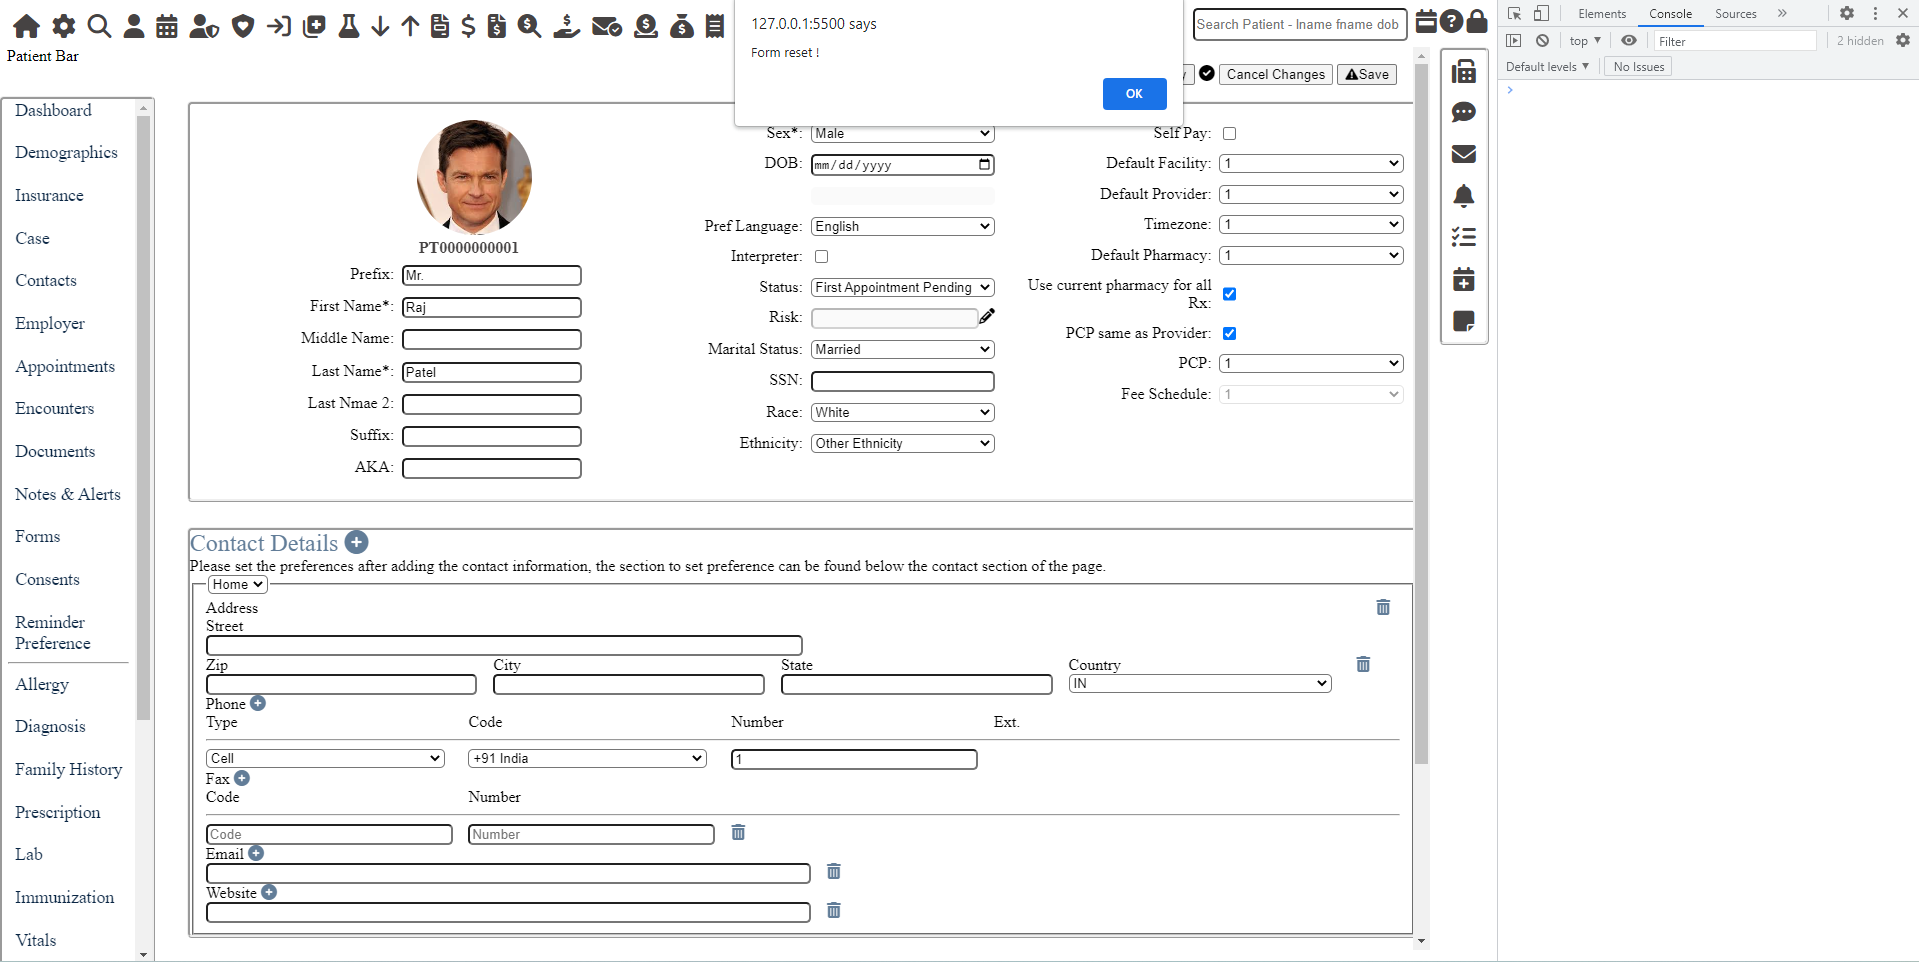 127.0.0.1:5500 says
Form reset !
OK
Search Patient - lname fname dob
Elements Console Sources »
top
Filter
2 hidden
Default levels
No Issues
Patient Bar
Cancel Changes
Save
Dashboard
Demographics
Insurance
Case
Contacts
Employer
Appointments
Encounters
Documents
Notes & Alerts
Forms
Consents
Reminder
Preference
Allergy
Diagnosis
Family History
Prescription
Lab
Immunization
Vitals
PT0000000001
Prefix: Mr.
First Name*: Raj
Middle Name:
Last Name*: Patel
Last Nmae 2:
Suffix:
AKA:
Sex*: Male
DOB: mm/dd/yyyy
Pref Language: English
Interpreter:
Status: First Appointment Pending
Risk:
Marital Status: Married
SSN:
Race: White
Ethnicity: Other Ethnicity
Self Pay:
Default Facility: 1
Default Provider: 1
Timezone: 1
Default Pharmacy: 1
Use current pharmacy for all
Rx:
PCP same as Provider:
PCP: 1
Fee Schedule: 1
Contact Details
Please set the preferences after adding the contact information, the section to set preference can be found below the contact section of the page.
Home
Address
Street
Zip City State Country
IN
Phone
Type Code Number Ext.
Cell +91 India 1
Fax
Code Number
Code Number
Email
Website